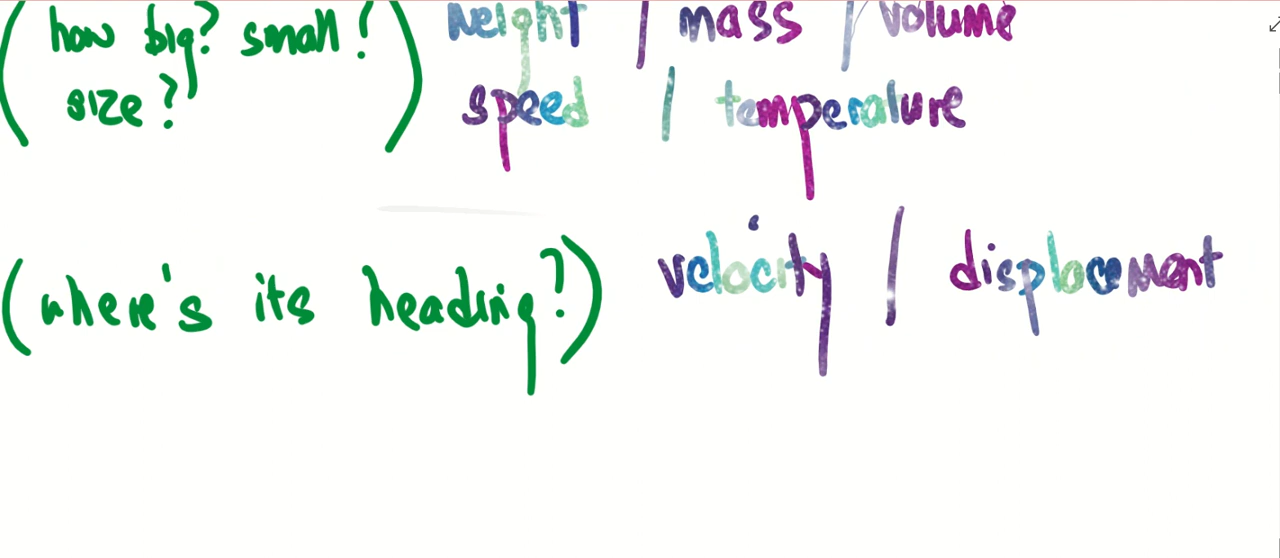 (how big? small? weight / mass / volume
size?) speed / temperature
(where's its heading?) velocity / displacement